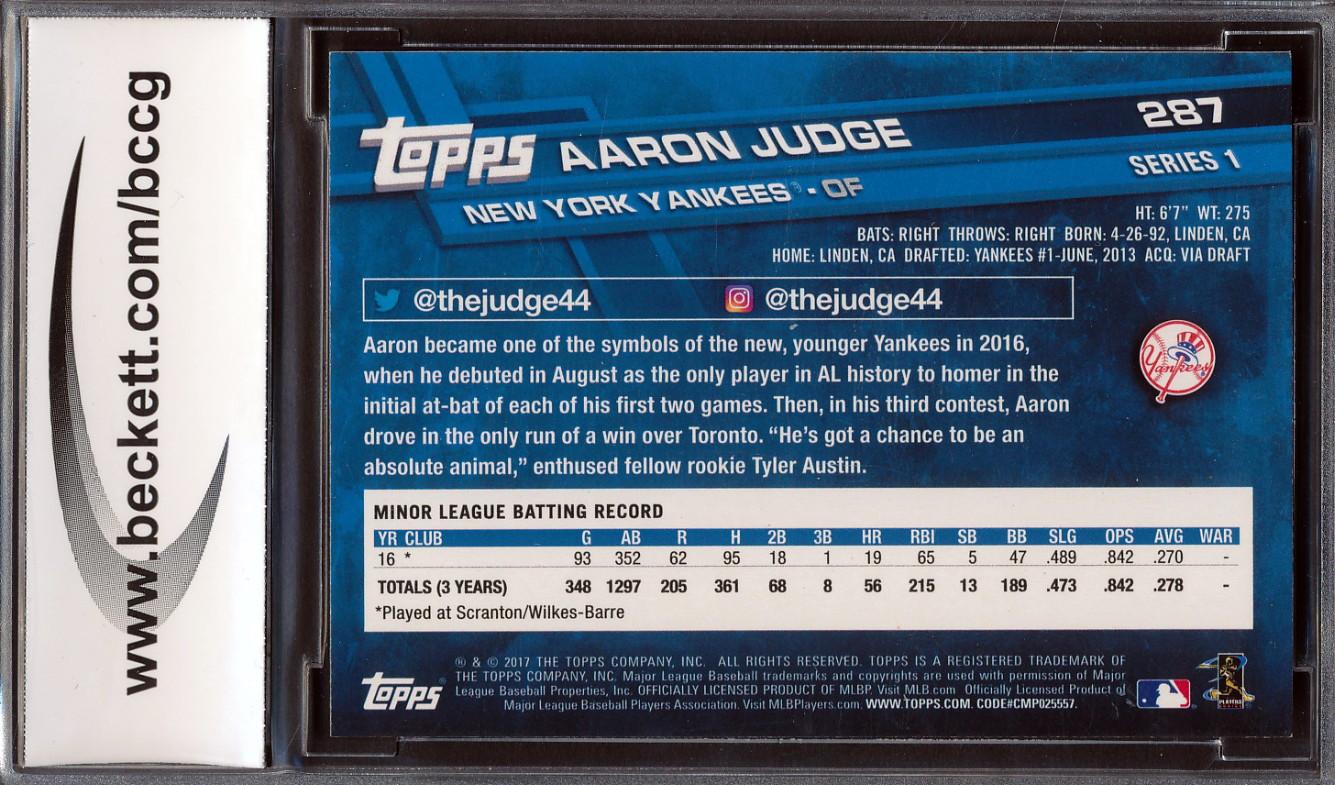 www.beckett.com/bccg
topps AARON JUDGE 287
NEW YORK YANKEES® - OF SERIES 1
HT: 6'7" WT: 275
BATS: RIGHT THROWS: RIGHT BORN: 4-26-92, LINDEN, CA
HOME: LINDEN, CA DRAFTED: YANKEES #1-JUNE, 2013 ACQ: VIA DRAFT
@thejudge44 @thejudge44
Aaron became one of the symbols of the new, younger Yankees in 2016,
when he debuted in August as the only player in AL history to homer in the
initial at-bat of each of his first two games. Then, in his third contest, Aaron
drove in the only run of a win over Toronto. “He’s got a chance to be an
absolute animal,” enthused fellow rookie Tyler Austin.
Yankees
MINOR LEAGUE BATTING RECORD
YR CLUB G AB R H 2B 3B HR RBI SB BB SLG OPS AVG WAR
16 * 93 352 62 95 18 1 19 65 5 47 .489 .842 .270 -
TOTALS (3 YEARS) 348 1297 205 361 68 8 56 215 13 189 .473 .842 .278 -
*Played at Scranton/Wilkes-Barre
® & © 2017 THE TOPPS COMPANY, INC. ALL RIGHTS RESERVED. TOPPS IS A REGISTERED TRADEMARK OF
THE TOPPS COMPANY, INC. Major League Baseball trademarks and copyrights are used with permission of Major
League Baseball Properties, Inc. OFFICIALLY LICENSED PRODUCT OF MLBP. Visit MLB.com Officially Licensed Product of
Major League Baseball Players Association. Visit MLBPlayers.com. WWW.TOPPS.COM. CODE#CMP025557.
topps®
PLAYERS